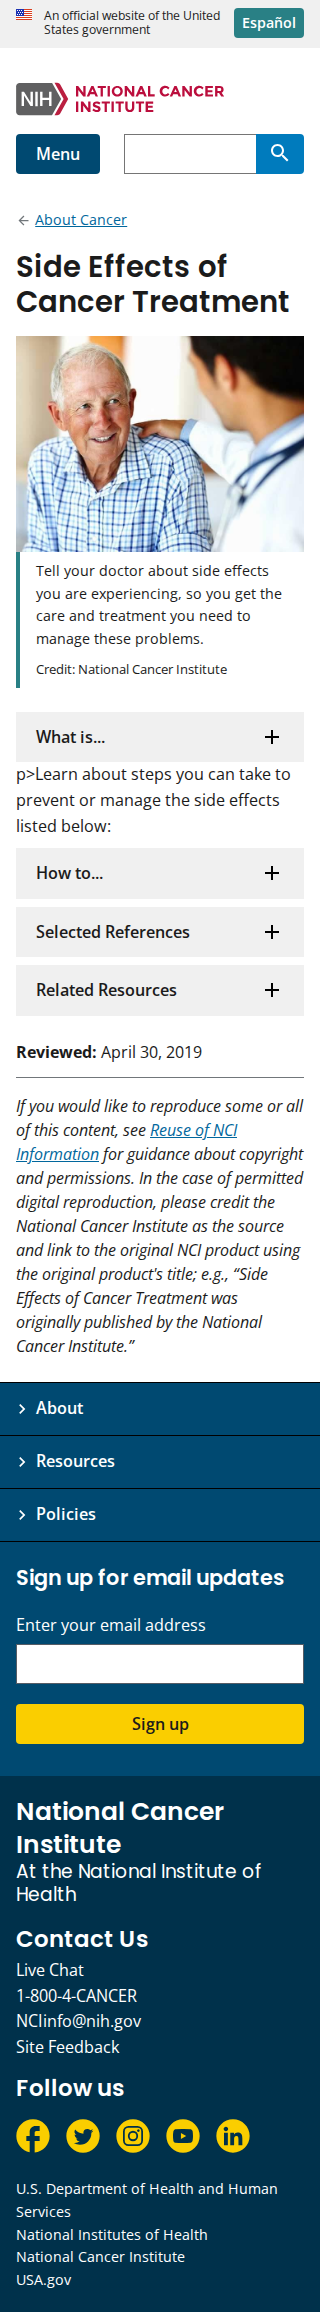 An official website of the United
States government
Español
NIH
NATIONAL CANCER
INSTITUTE
Menu
About Cancer
Side Effects of
Cancer Treatment
Tell your doctor about side effects
you are experiencing, so you get the
care and treatment you need to
manage these problems.
Credit: National Cancer Institute
What is...
p>Learn about steps you can take to
prevent or manage the side effects
listed below:
How to...
Selected References
Related Resources
Reviewed: April 30, 2019
If you would like to reproduce some or all
of this content, see Reuse of NCI
Information for guidance about copyright
and permissions. In the case of permitted
digital reproduction, please credit the
National Cancer Institute as the source
and link to the original NCI product using
the original product's title; e.g., “Side
Effects of Cancer Treatment was
originally published by the National
Cancer Institute.”
About
Resources
Policies
Sign up for email updates
Enter your email address
Sign up
National Cancer
Institute
At the National Institute of
Health
Contact Us
Live Chat
1-800-4-CANCER
NCIinfo@nih.gov
Site Feedback
Follow us
U.S. Department of Health and Human
Services
National Institutes of Health
National Cancer Institute
USA.gov